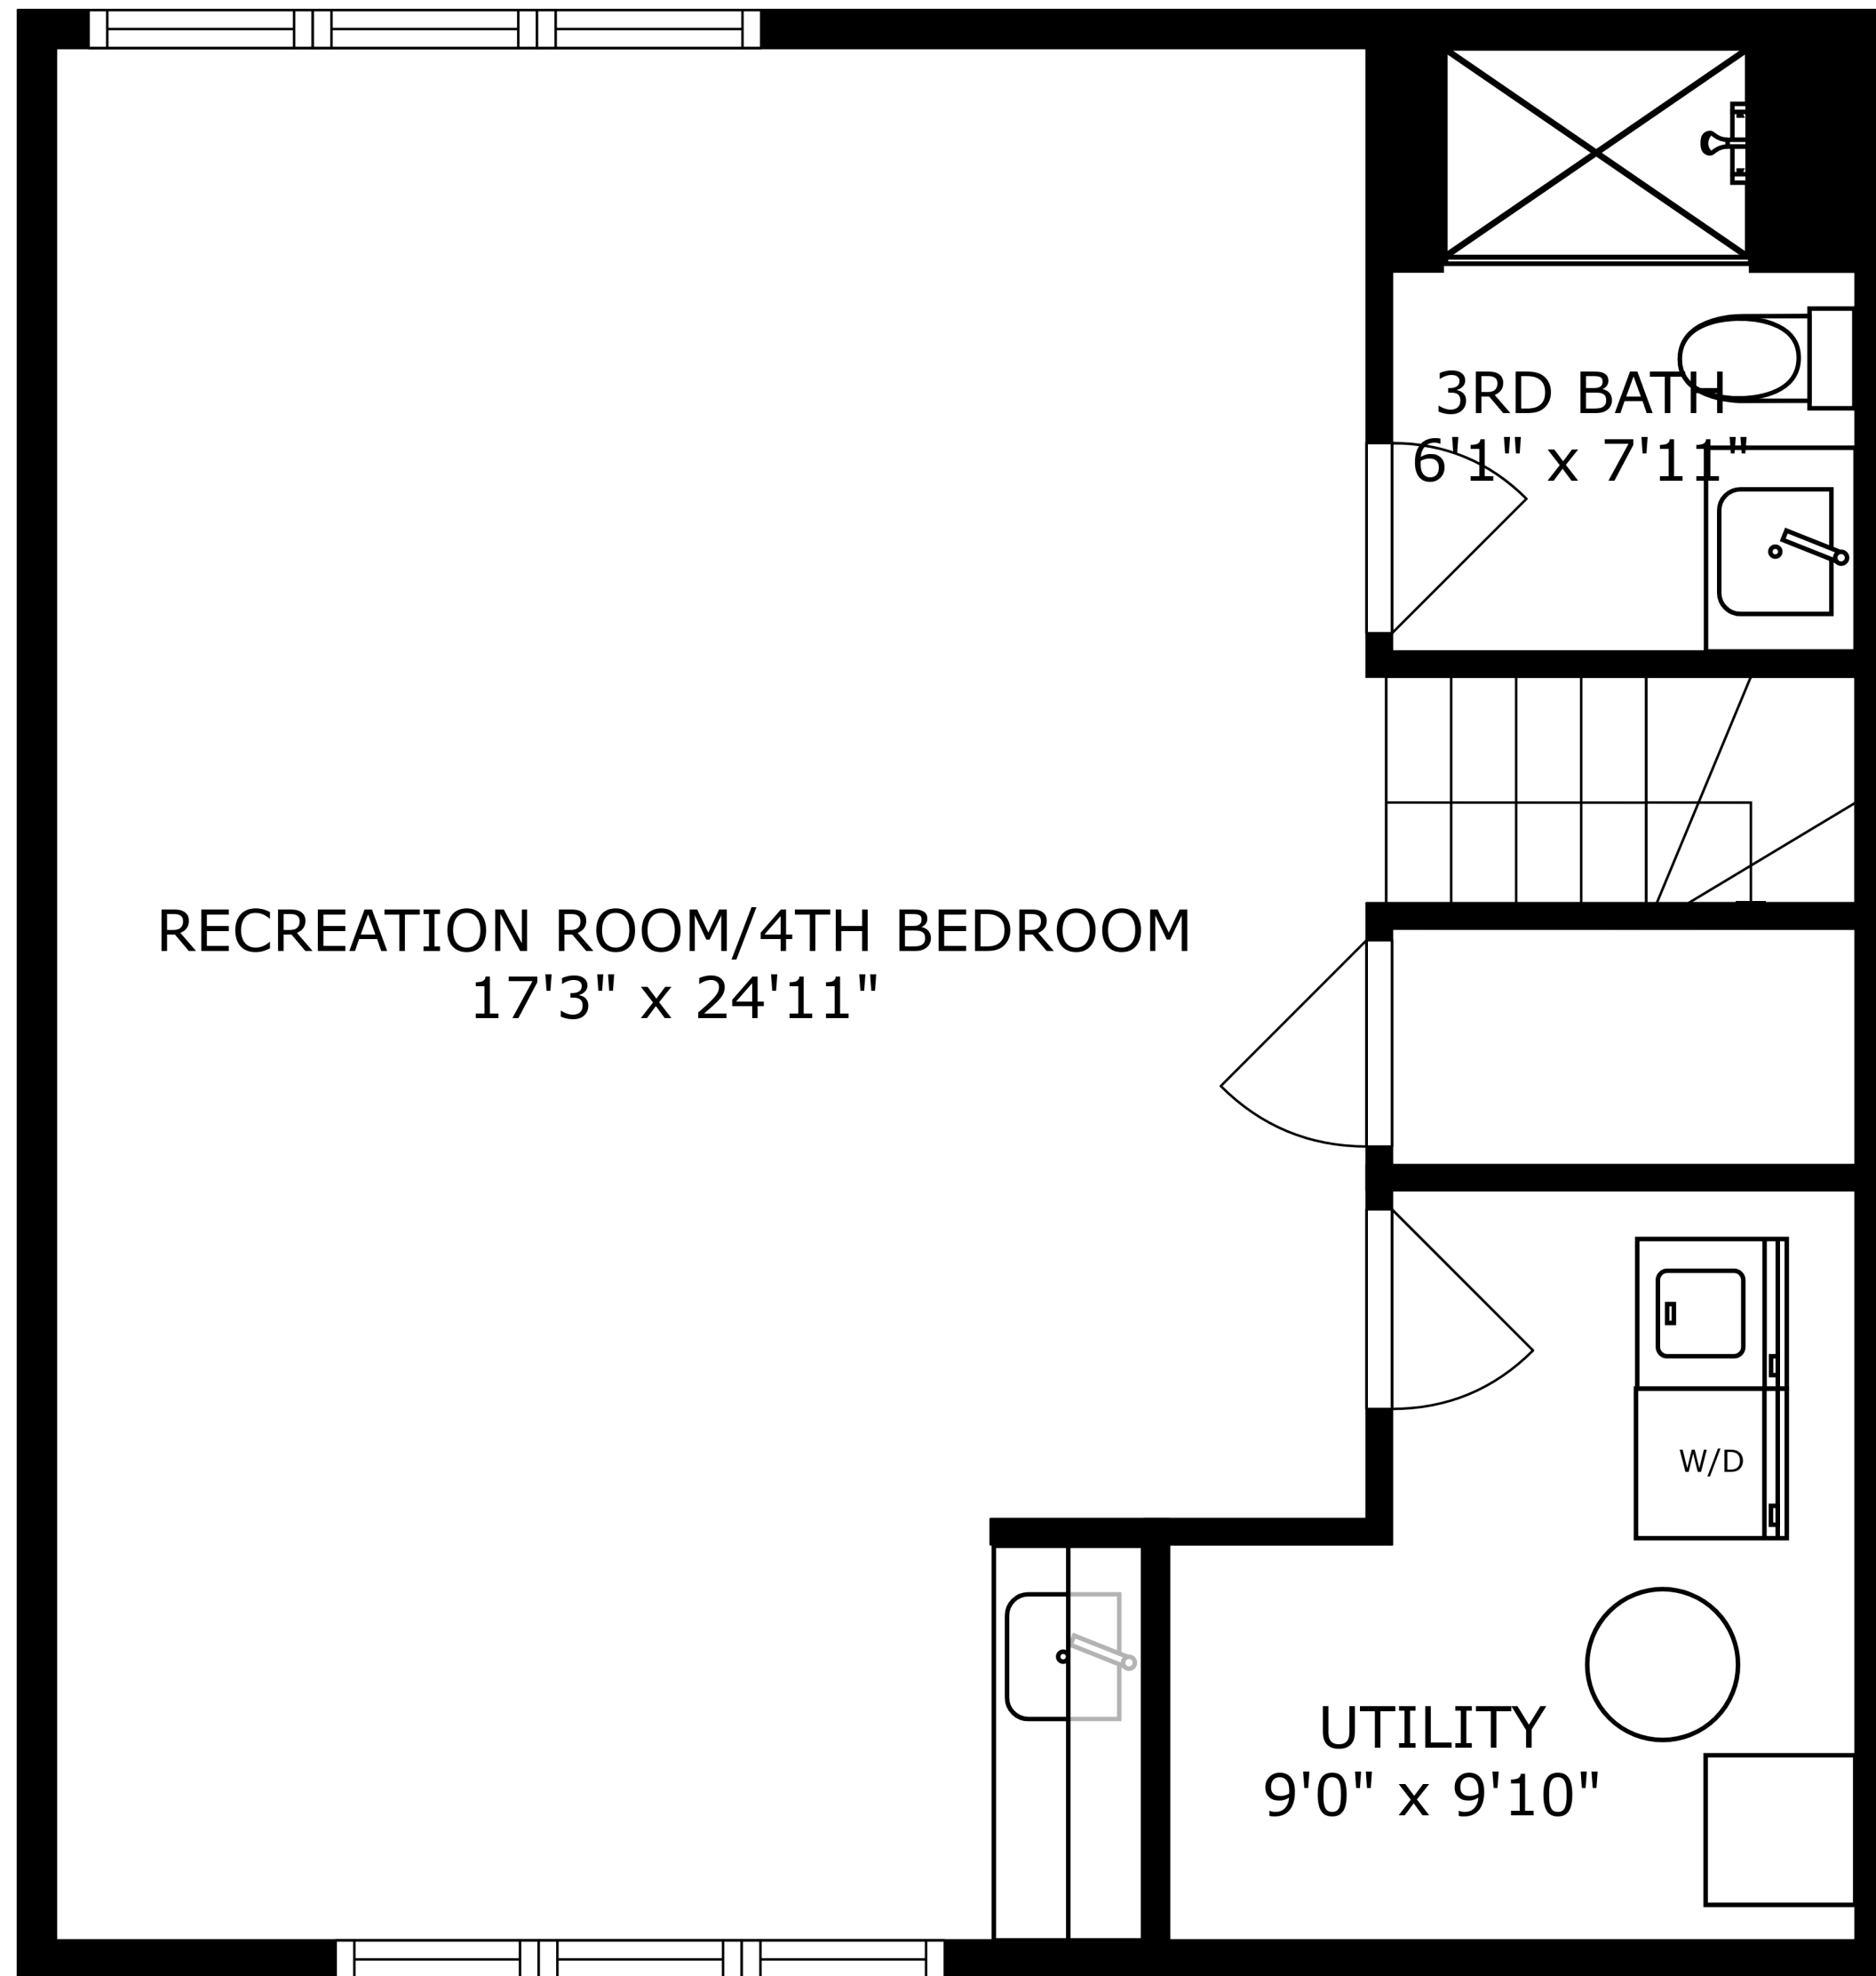 3RD BATH
6'1" x 7'11"
RECREATION ROOM/4TH BEDROOM
17'3" x 24'11"
W/D
UTILITY
9'0" x 9'10"